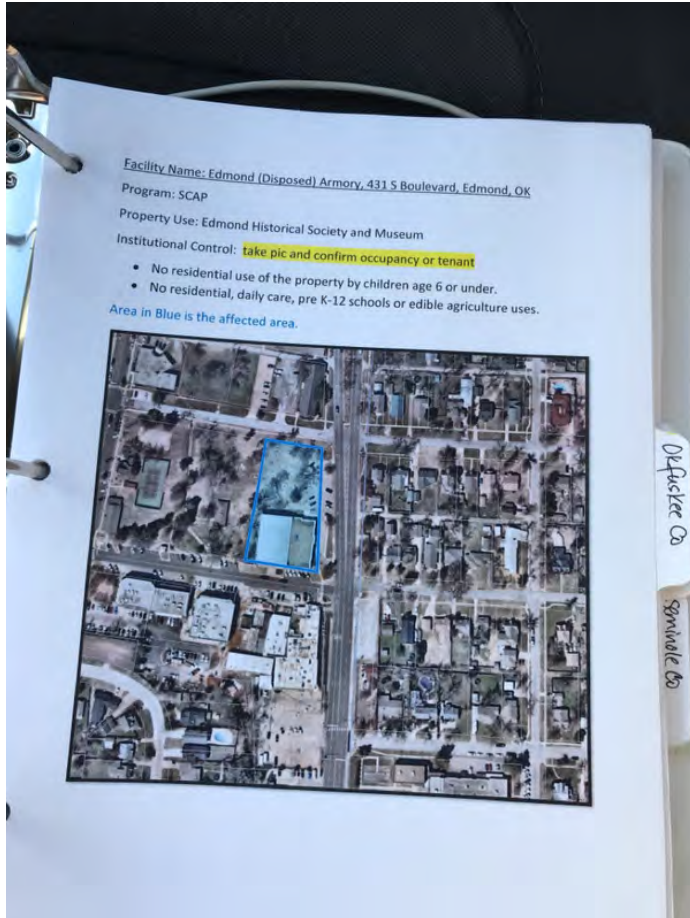 Facility Name: Edmond (Disposed) Armory, 431 S Boulevard, Edmond, OK
Program: SCAP
Property Use: Edmond Historical Society and Museum
Institutional Control: take pic and confirm occupancy or tenant
• No residential use of the property by children age 6 or under.
• No residential, daily care, pre K-12 schools or edible agriculture uses.
Area in Blue is the affected area.
Okfuskee Co
Seminole Co